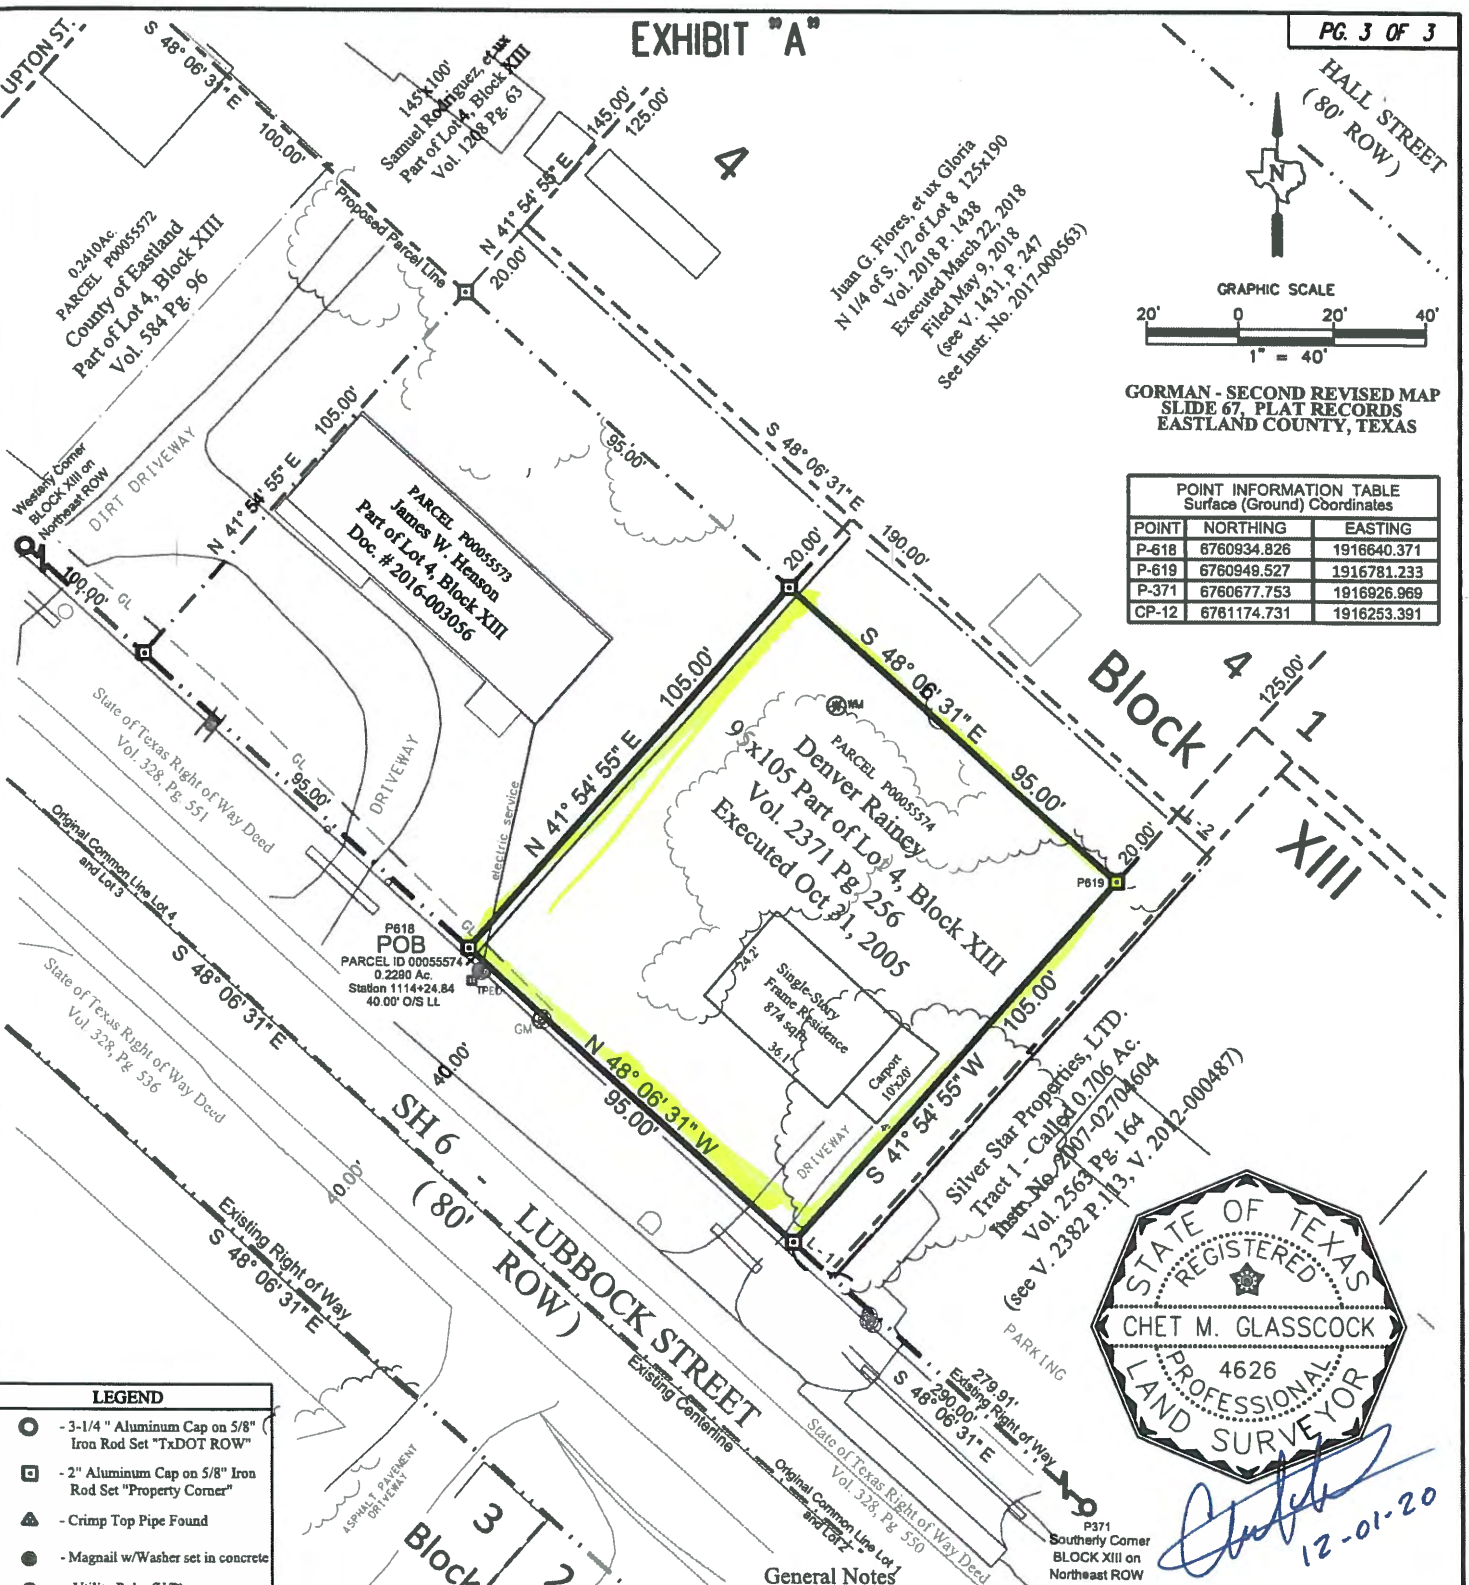 EXHIBIT "A"
PG. 3 OF 3
UPTON ST.
S 48° 06' 31" E
100.00'
145'x100'
Samuel Rodriguez, et ux
Part of Lot 4, Block XIII
Vol. 1208 Pg. 63
145.00'
125.00'
4
HALL STREET
( 80' ROW )
N
GRAPHIC SCALE
20' 0 20' 40'
1" = 40'
GORMAN - SECOND REVISED MAP
SLIDE 67, PLAT RECORDS
EASTLAND COUNTY, TEXAS
Juan G. Flores, et ux Gloria
N 1/4 of S. 1/2 of Lot 8 125x190
Vol. 2018 P. 1438
Executed March 22, 2018
Filed May 9, 2018
(see V. 1431, P. 247
See Instr. No. 2017-000563)
0.2410Ac.
PARCEL P00055572
County of Eastland
Part of Lot 4, Block XIII
Vol. 584 Pg. 96
Proposed Parcel Line
N 41° 54' 55" E
20.00'
POINT INFORMATION TABLE
Surface (Ground) Coordinates
POINT NORTHING EASTING
P-618 6760934.826 1916640.371
P-619 6760949.527 1916781.233
P-371 6760677.753 1916926.969
CP-12 6761174.731 1916253.391
Westerly Corner
BLOCK XIII on
Northeast ROW
DIRT DRIVEWAY
105.00'
N 41° 54' 55" E
95.00'
S 48° 06' 31" E
190.00'
20.00'
PARCEL P00055573
James W. Henson
Part of Lot 4, Block XIII
Doc. # 2016-003056
100.00'
GL
State of Texas Right of Way Deed
Vol. 328, Pg. 551
GL
95.00'
DRIVEWAY
electric service
105.00'
N 41° 54' 55" E
S 48° 06' 31" E
95.00'
WM
PARCEL P00055574
Denver Rainey
95x105 Part of Lot 4, Block XIII
Vol. 2371 Pg. 256
Executed Oct 31, 2005
Block
XIII
4
1
125.00'
L-2
20.00'
P619
Original Common Line Lot 4
and Lot 3
P618
POB
PARCEL ID 00055574
0.2290 Ac.
Station 1114+24.84
40.00' O/S LL
GL
TPED
GM
24.2'
Single-Story
Frame Residence
874 sqft
36.1'
Carport
10'x20'
DRIVEWAY
105.00'
S 41° 54' 55" W
N 48° 06' 31" W
95.00'
L-1
S 48° 06' 31" E
State of Texas Right of Way Deed
Vol. 328, Pg. 536
40.00'
40.00'
SH 6 - LUBBOCK STREET
( 80' ROW )
Existing Right of Way
S 48° 06' 31" E
Existing Centerline
Silver Star Properties, LTD.
Tract 1 - Called 0.706 Ac.
Instr. No. 2007-02704604
Vol. 2563 Pg. 164
(see V. 2382 P.113, V. 2012-000487)
PARKING
279.91'
Existing Right of Way
290.00'
S 48° 06' 31" E
State of Texas Right of Way Deed
Vol. 328, Pg. 550
Original Common Line Lot 1
P371
Southerly Corner
BLOCK XIII on
Northeast ROW
STATE OF TEXAS
REGISTERED
CHET M. GLASSCOCK
4626
PROFESSIONAL
LAND SURVEYOR
12-01-20
ASPHALT PAVEMENT
DRIVEWAY
3
Block
2
LEGEND
- 3-1/4 " Aluminum Cap on 5/8"
Iron Rod Set "TxDOT ROW"
- 2" Aluminum Cap on 5/8" Iron
Rod Set "Property Corner"
- Crimp Top Pipe Found
- Magnail w/Washer set in concrete
General Notes